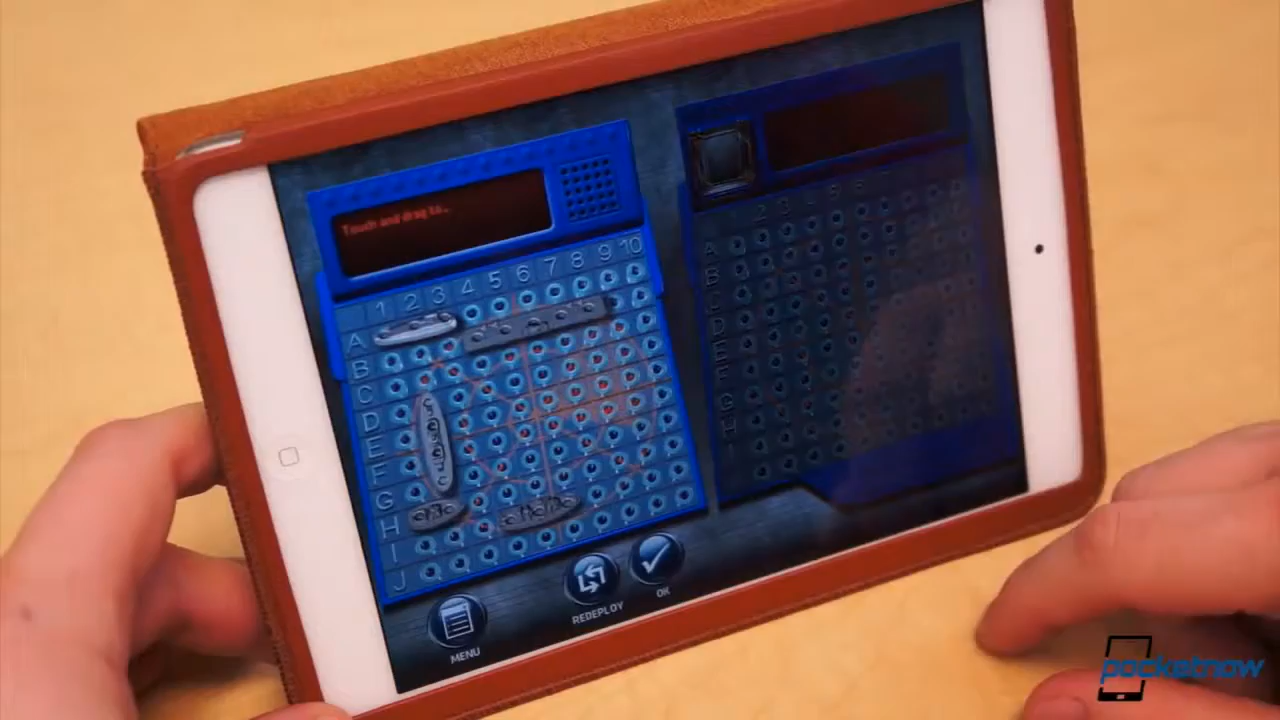 Touch and drag to...
1 2 3 4 5 6 7 8 9 10
A
B
C
D
E
F
G
H
I
J
MENU
REDEPLOY
OK
pocketnow